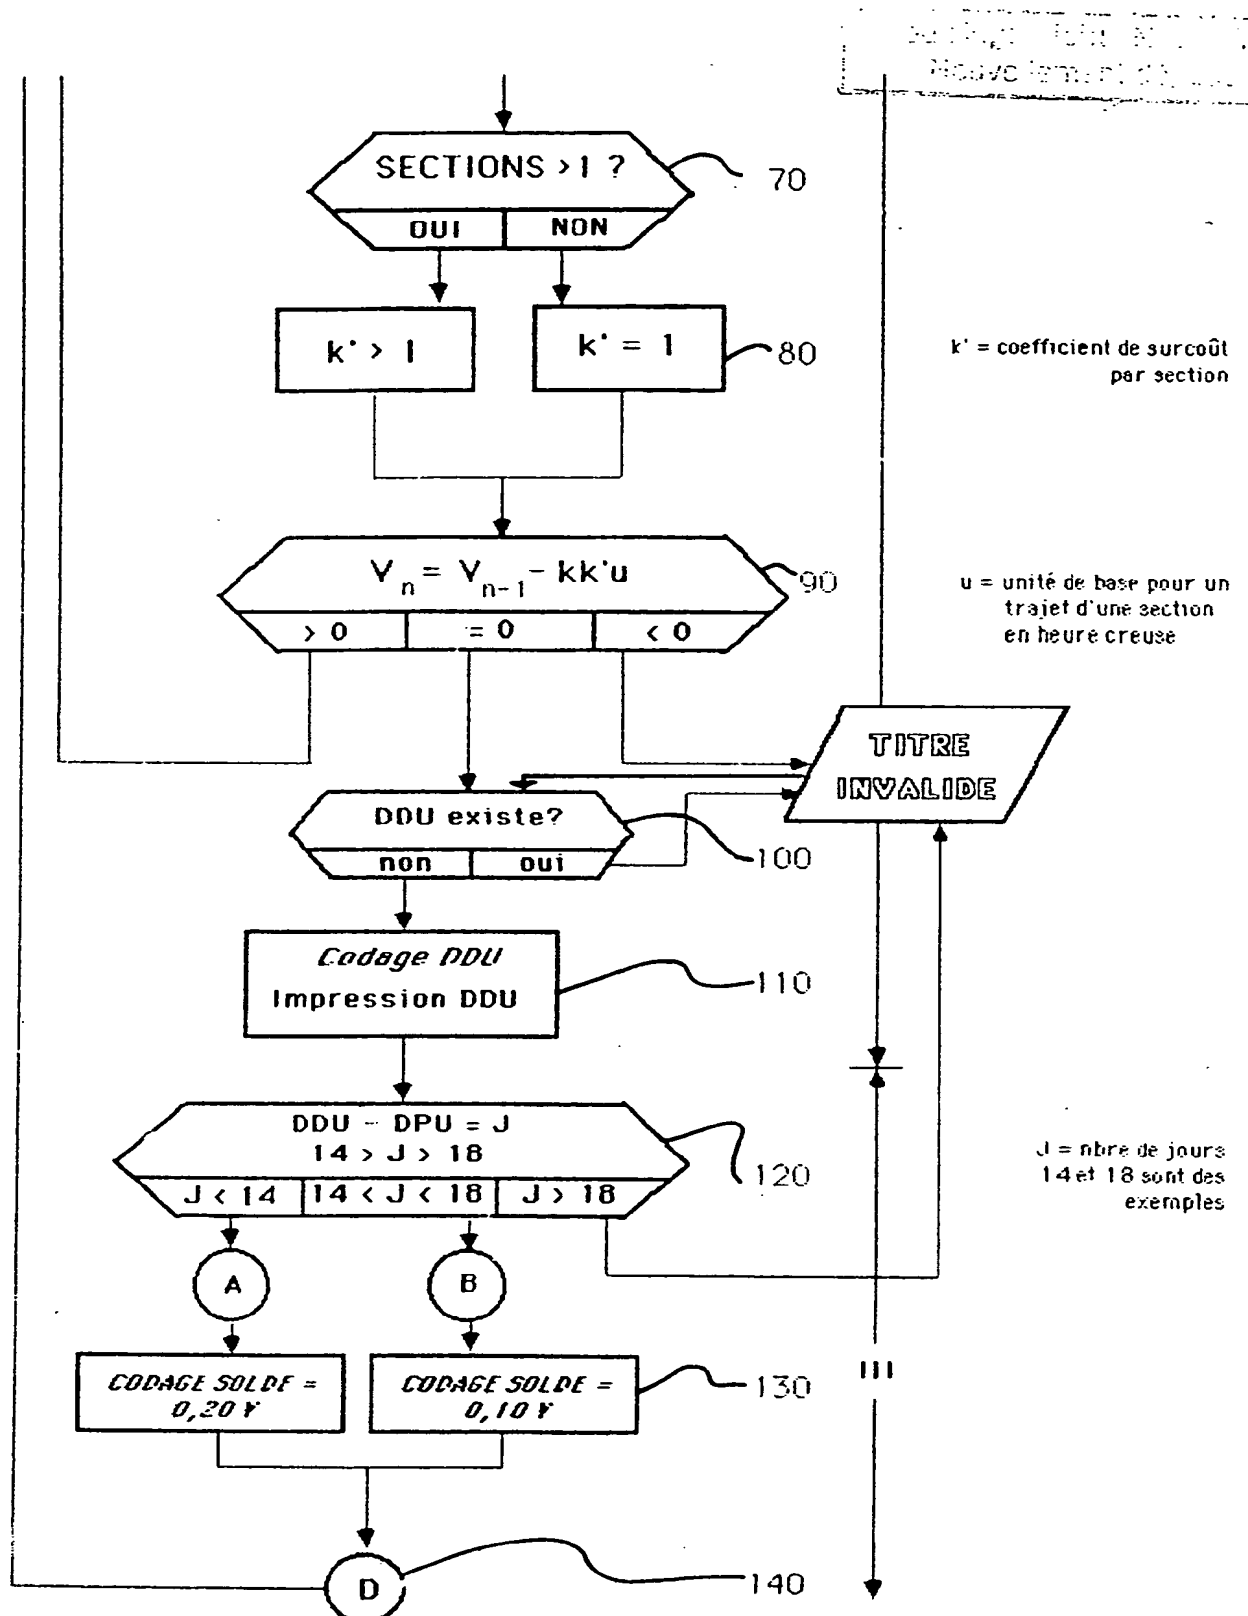 SECTIONS > 1 ?
70
OUI NON
k' > 1
k' = 1
80
k' = coefficient de surcoût
par section
Vn = Vn-1 - kk'u
90
> 0 = 0 < 0
u = unité de base pour un
trajet d'une section
en heure creuse
TITRE
INVALIDE
DDU existe?
100
non oui
Codage DDU
Impression DDU
110
DDU - DPU = J
14 > J > 18
120
J < 14 14 < J < 18 J > 18
J = nbre de jours
14 et 18 sont des
exemples
A
B
CODAGE SOLDE =
0,20 V
CODAGE SOLDE =
0,10 V
130
III
D
140